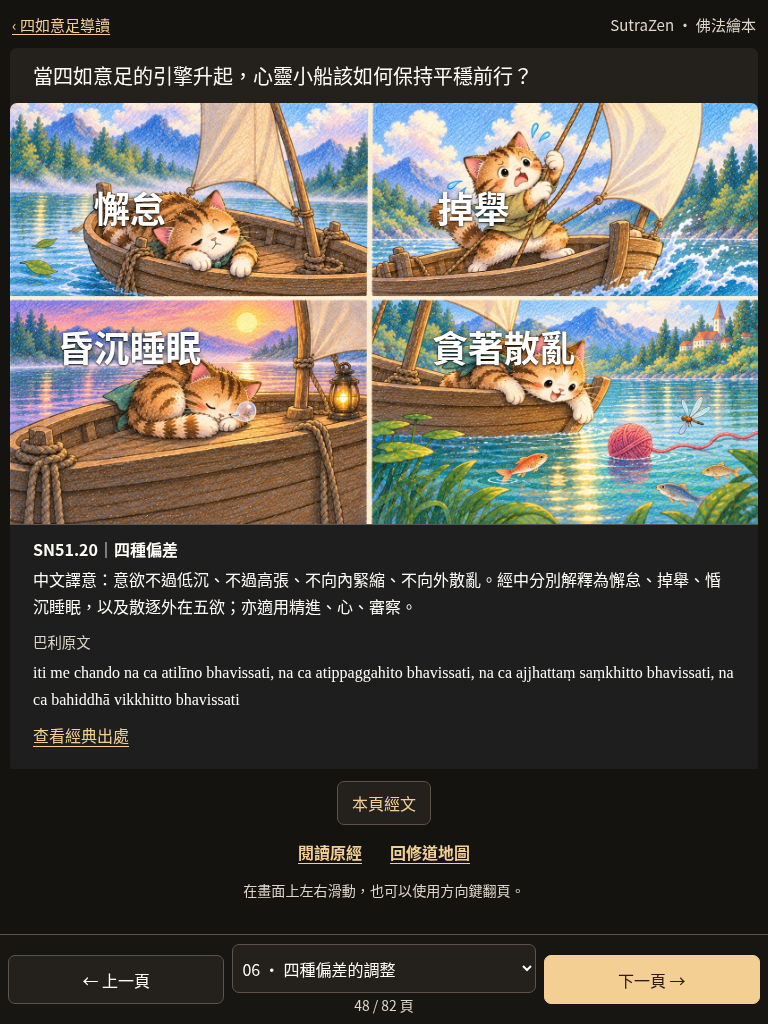 ‹ 四如意足導讀
SutraZen · 佛法繪本
當四如意足的引擎升起，心靈小船該如何保持平穩前行？
懈怠
掉舉
昏沉睡眠
貪著散亂
SN51.20｜四種偏差
中文譯意：意欲不過低沉、不過高張、不向內緊縮、不向外散亂。經中分別解釋為懈怠、掉舉、惛
沉睡眠，以及散逐外在五欲；亦適用精進、心、審察。
巴利原文
iti me chando na ca atilīno bhavissati, na ca atippaggahito bhavissati, na ca ajjhattaṃ saṃkhitto bhavissati, na
ca bahiddhā vikkhitto bhavissati
查看經典出處
本頁經文
閱讀原經 回修道地圖
在畫面上左右滑動，也可以使用方向鍵翻頁。
← 上一頁
06 · 四種偏差的調整
下一頁 →
48 / 82 頁